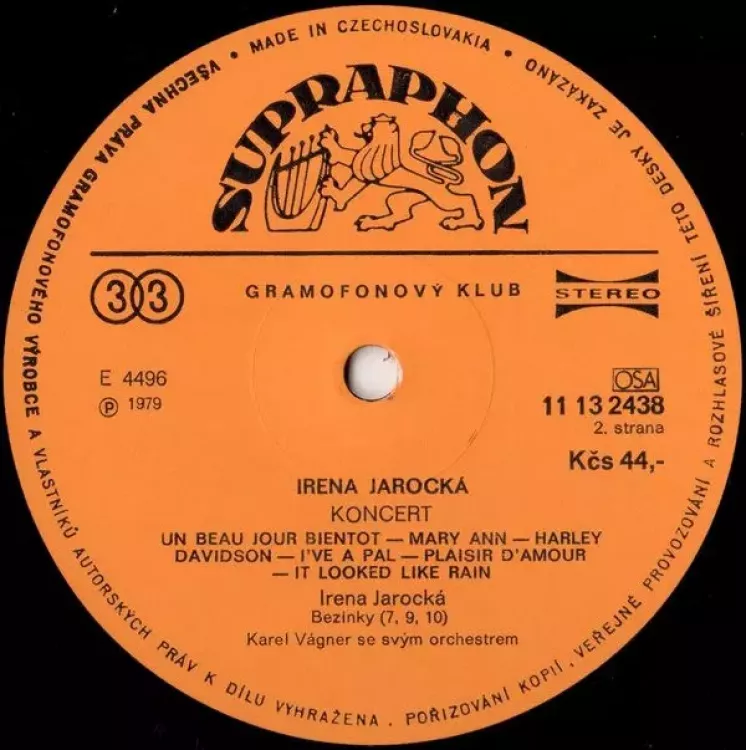 VŠECHNA PRÁVA GRAMOFONOVÉHO VÝROBCE A VLASTNÍKŮ AUTORSKÝCH PRÁV K DÍLU VYHRAŽENA . POŘIZOVÁNÍ KOPIÍ, VEŘEJNÉ PROVOZOVÁNÍ A ROZHLASOVÉ ŠÍŘENÍ TÉTO DESKY JE ZAKÁZÁNO
• MADE IN CZECHOSLOVAKIA •
SUPRAPHON
33
GRAMOFONOVÝ KLUB
STEREO
E 4496
Ⓟ 1979
OSA
11 13 2438
2. strana
Kčs 44,-
IRENA JAROCKÁ
KONCERT
UN BEAU JOUR BIENTOT — MARY ANN — HARLEY
DAVIDSON — I'VE A PAL — PLAISIR D'AMOUR
— IT LOOKED LIKE RAIN
Irena Jarocká
Bezinky (7, 9, 10)
Karel Vágner se svým orchestrem